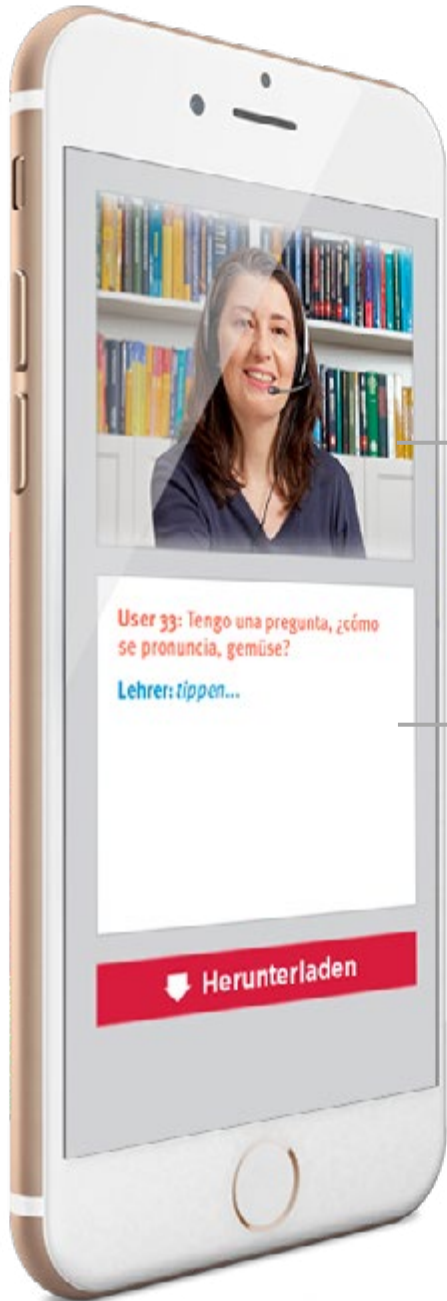 User 33: Tengo una pregunta, ¿cómo
se pronuncia, gemüse?
Lehrer: tippen...
Herunterladen